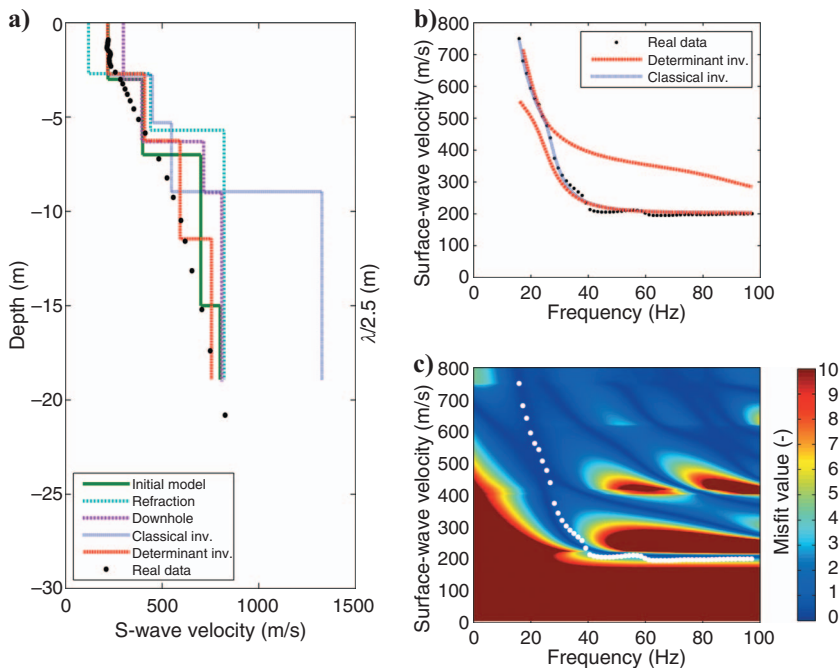 a)
0
−5
−10
−15
−20
−25
−30
Depth (m)
λ/2.5 (m)
Initial model
Refraction
Downhole
Classical inv.
Determinant inv.
Real data
0
500
1000
1500
S-wave velocity (m/s)
b)
800
700
600
500
400
300
200
100
0
Surface-wave velocity (m/s)
Real data
Determinant inv.
Classical inv.
0
20
40
60
80
100
Frequency (Hz)
c)
800
700
600
500
400
300
200
100
0
Surface-wave velocity (m/s)
0
20
40
60
80
100
Frequency (Hz)
Misfit value (-)
10
9
8
7
6
5
4
3
2
1
0